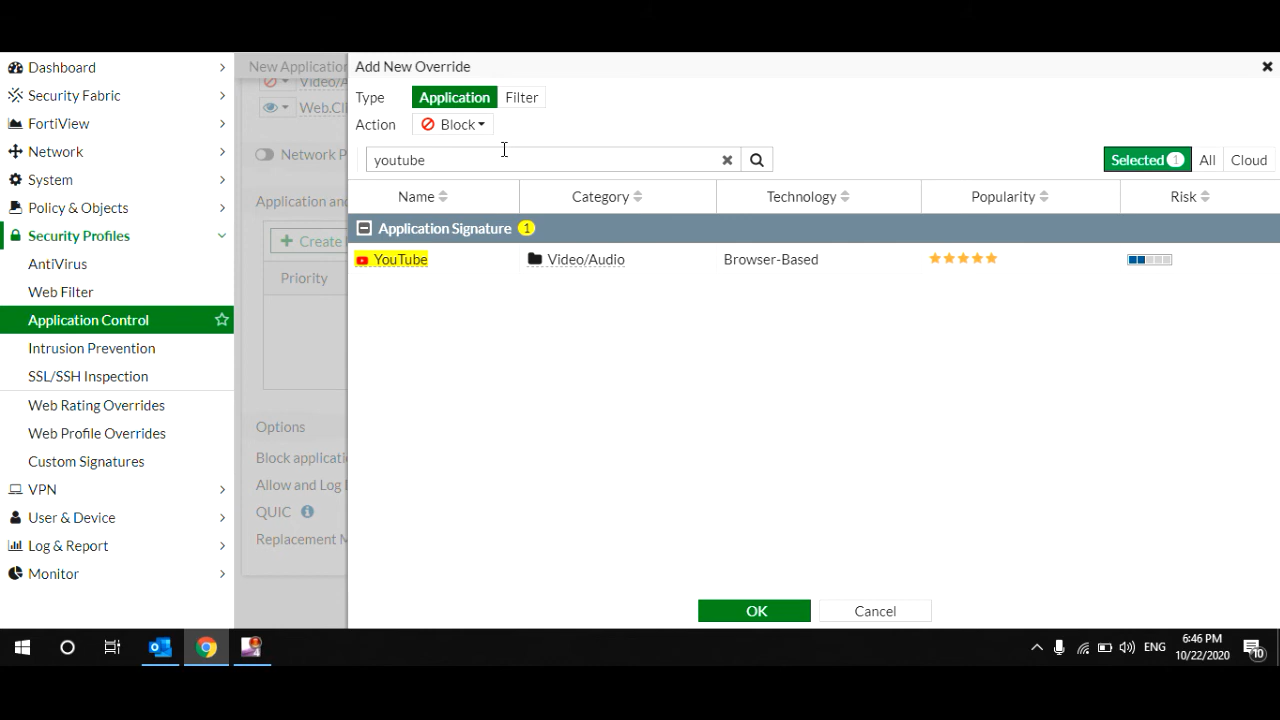 Dashboard
Security Fabric
FortiView
Network
System
Policy & Objects
Security Profiles
AntiVirus
Web Filter
Application Control
Intrusion Prevention
SSL/SSH Inspection
Web Rating Overrides
Web Profile Overrides
Custom Signatures
VPN
User & Device
Log & Report
Monitor
New Application
Video/A
Web.Cli
Network P
Application and
Create
Priority
Options
Block applicati
Allow and Log
QUIC
Replacement M
Add New Override
Type Application Filter
Action Block
youtube
Selected 1 All Cloud
Name Category Technology Popularity Risk
Application Signature 1
YouTube Video/Audio Browser-Based
OK Cancel
ENG
6:46 PM
10/22/2020
10